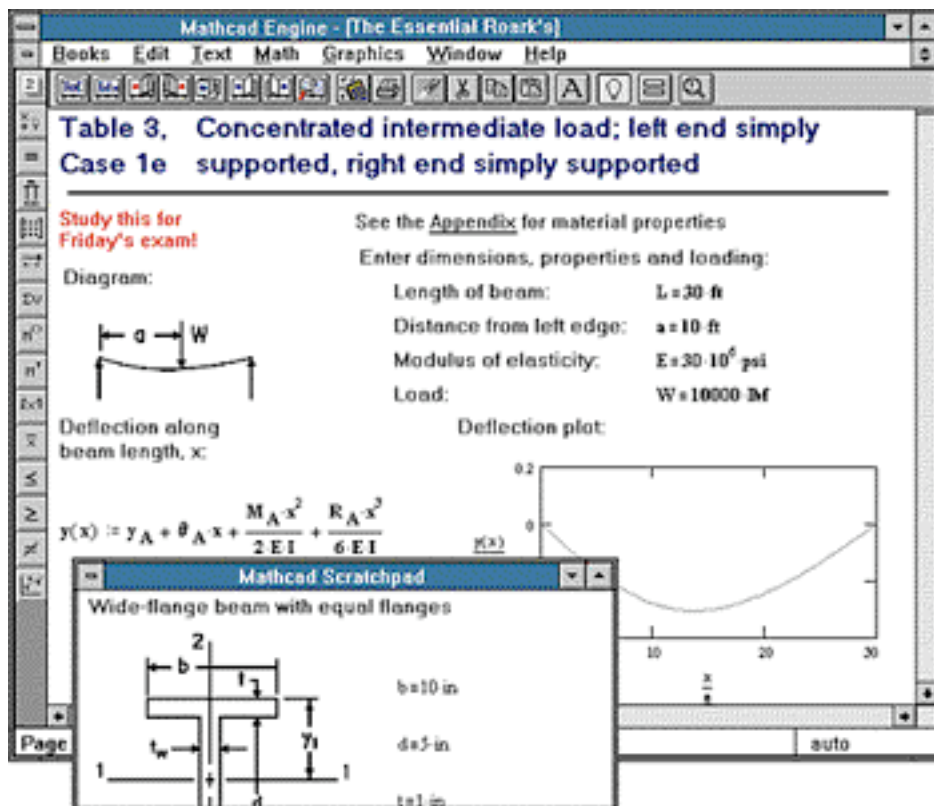 Mathcad Engine - [The Essential Roark's]
Books Edit Text Math Graphics Window Help
Table 3, Concentrated intermediate load; left end simply
Case 1e supported, right end simply supported
Study this for
Friday's exam!
See the Appendix for material properties
Enter dimensions, properties and loading:
Diagram:
Length of beam: L = 30·ft
Distance from left edge: a = 10·ft
Modulus of elasticity: E = 30·10⁶ psi
Load: W = 10000·lbf
a W
Deflection along
beam length, x:
Deflection plot:
y(x) := y_A + θ_A·x + M_A·x²/2·E·I + R_A·x³/6·E·I
0.2
0
y(x)
10 20 30
x
Mathcad Scratchpad
Wide-flange beam with equal flanges
2
b
t
b = 10·in
t_w
y₁
d = 5·in
1 1
d
t = 1·in
Page
auto